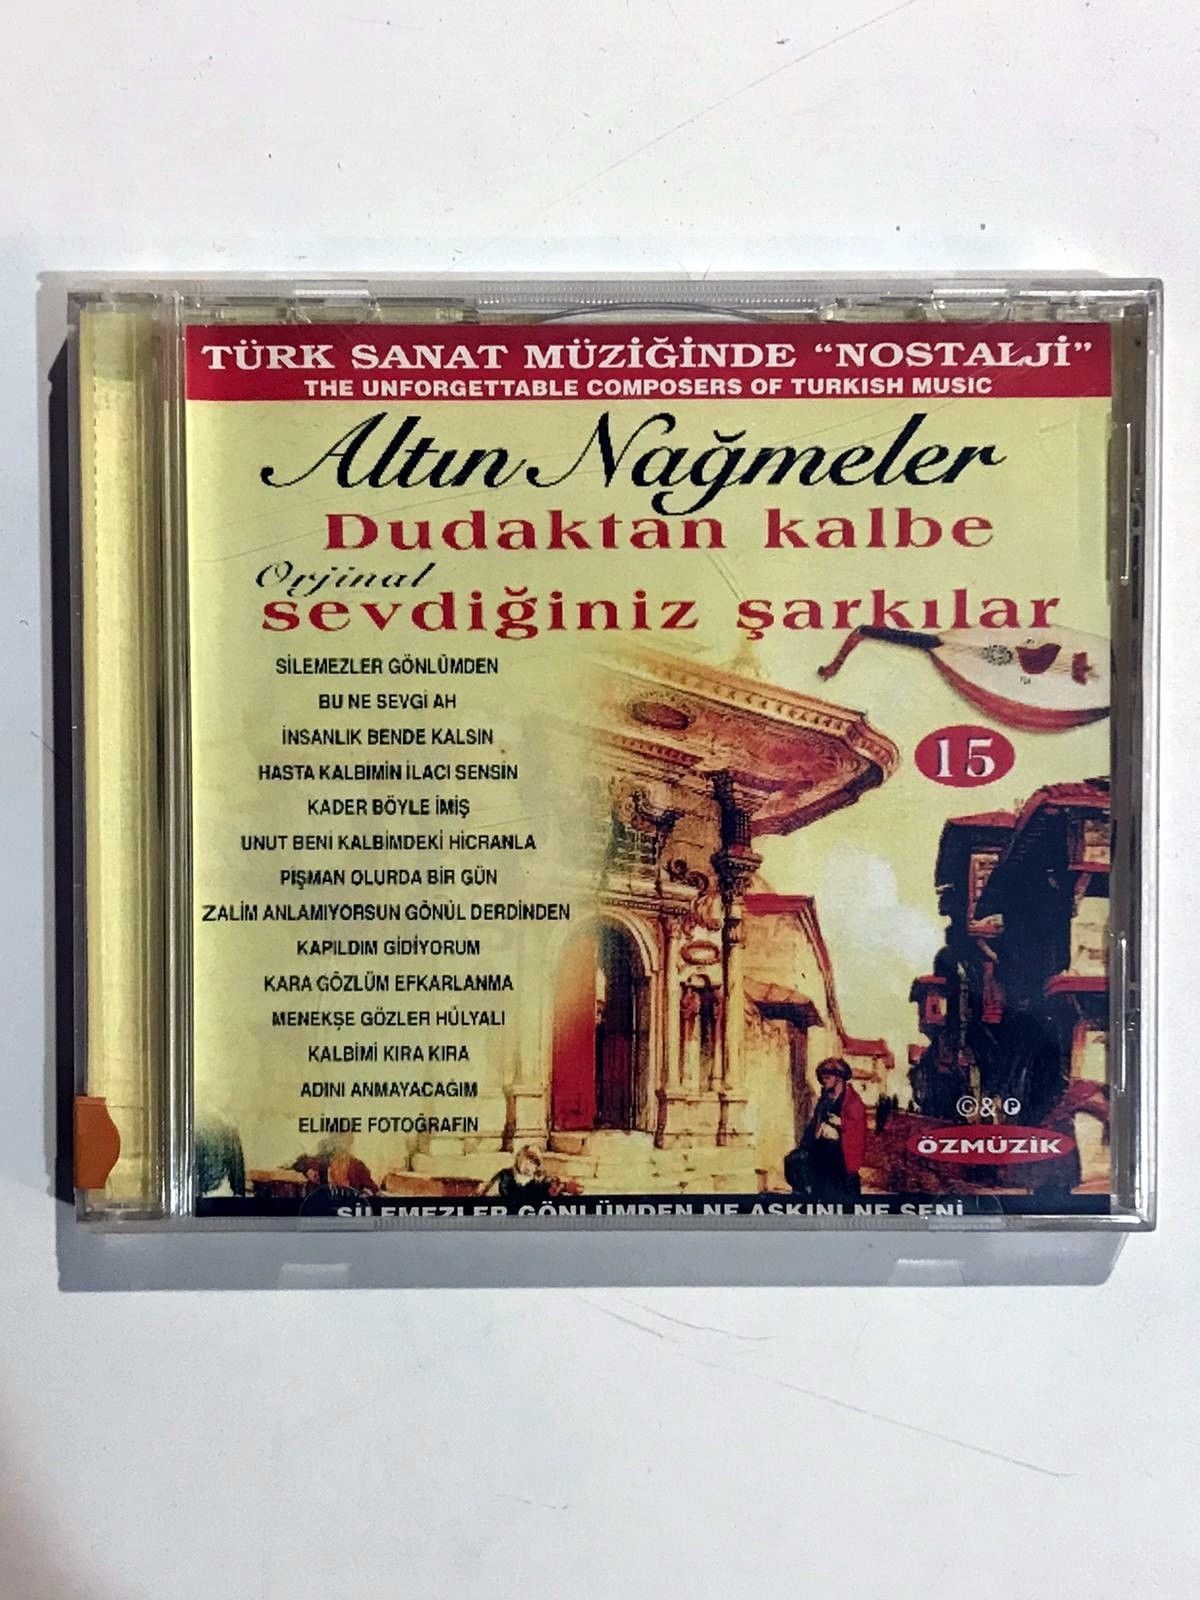 TÜRK SANAT MÜZİĞİNDE "NOSTALJİ"
THE UNFORGETTABLE COMPOSERS OF TURKISH MUSIC
Altın Nağmeler
Dudaktan kalbe
Orjinal
sevdiğiniz şarkılar
SİLEMEZLER GÖNLÜMDEN
BU NE SEVGİ AH
İNSANLIK BENDE KALSIN
HASTA KALBİMİN İLACI SENSİN
KADER BÖYLE İMİŞ
UNUT BENİ KALBİMDEKİ HİCRANLA
PİŞMAN OLURDA BİR GÜN
ZALİM ANLAMIYORSUN GÖNÜL DERDİNDEN
KAPILDIM GİDİYORUM
KARA GÖZLÜM EFKARLANMA
MENEKŞE GÖZLER HÜLYALI
KALBİMİ KIRA KIRA
ADINI ANMAYACAĞIM
ELİMDE FOTOĞRAFIN
15
©&℗
ÖZMÜZİK
SİLEMEZLER GÖNLÜMDEN NE AŞKINI NE SENİ